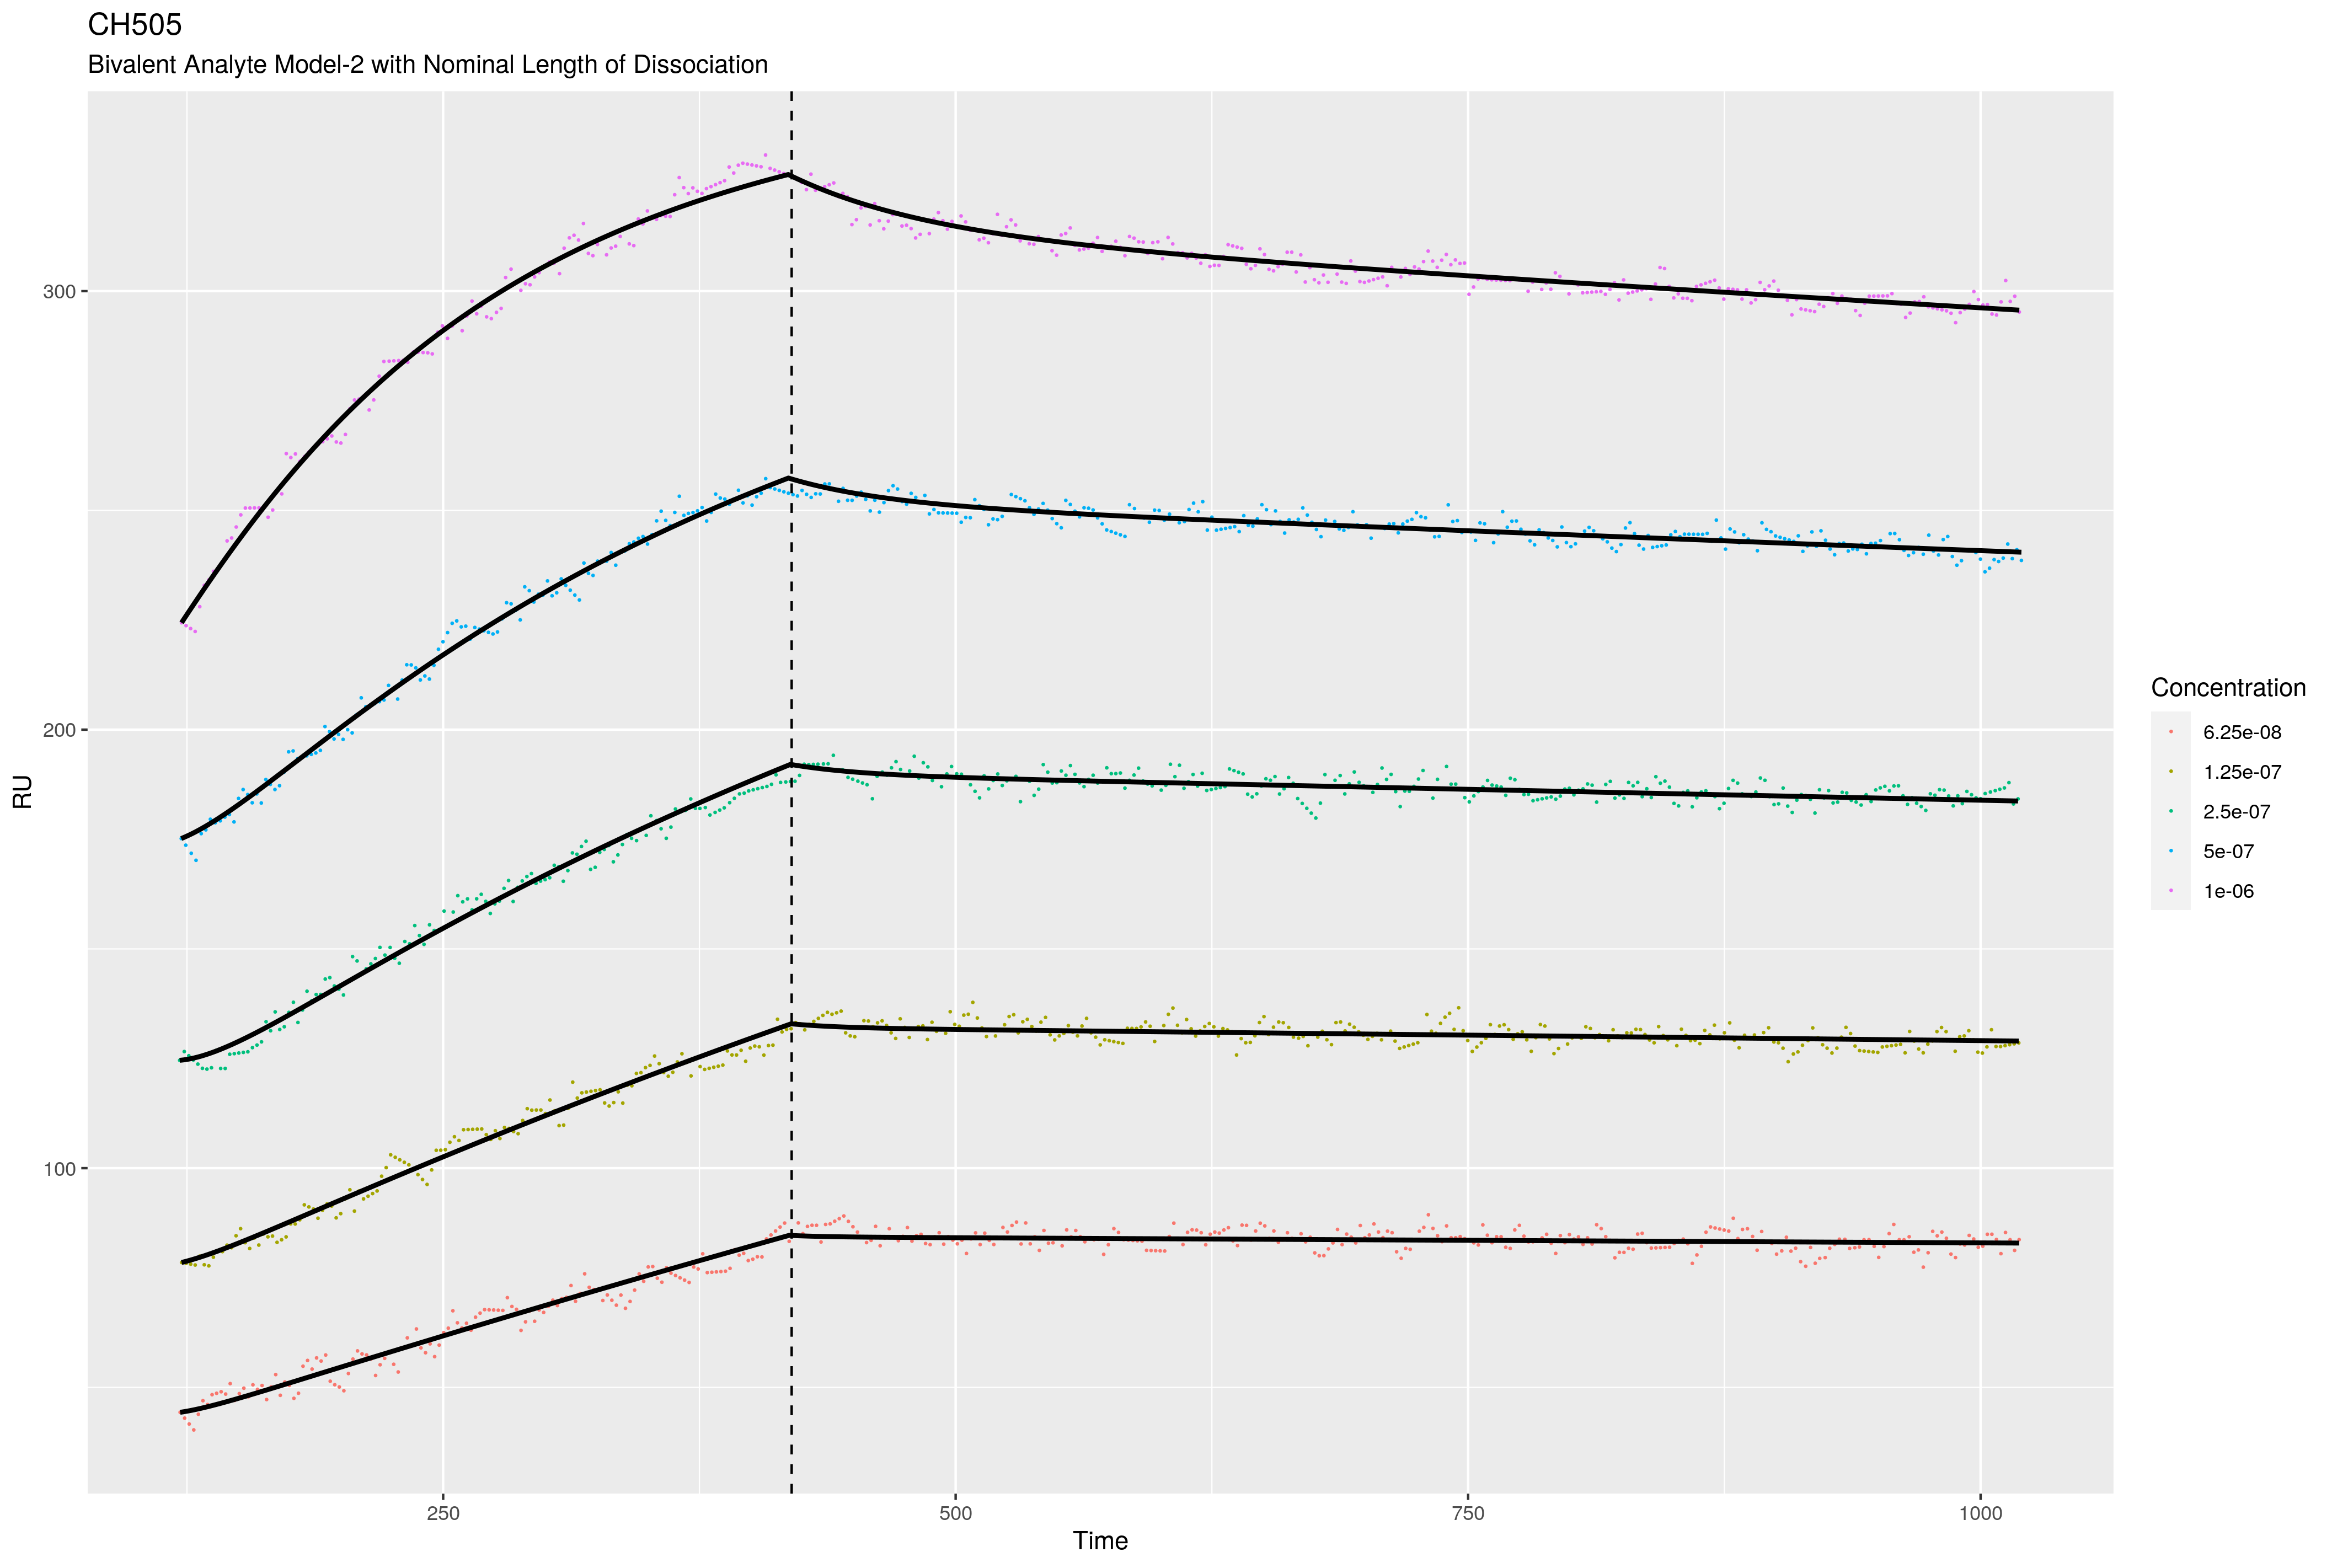 CH505
Bivalent Analyte Model-2 with Nominal Length of Dissociation
RU
300
200
100
250
500
750
1000
Time
Concentration
6.25e-08
1.25e-07
2.5e-07
5e-07
1e-06